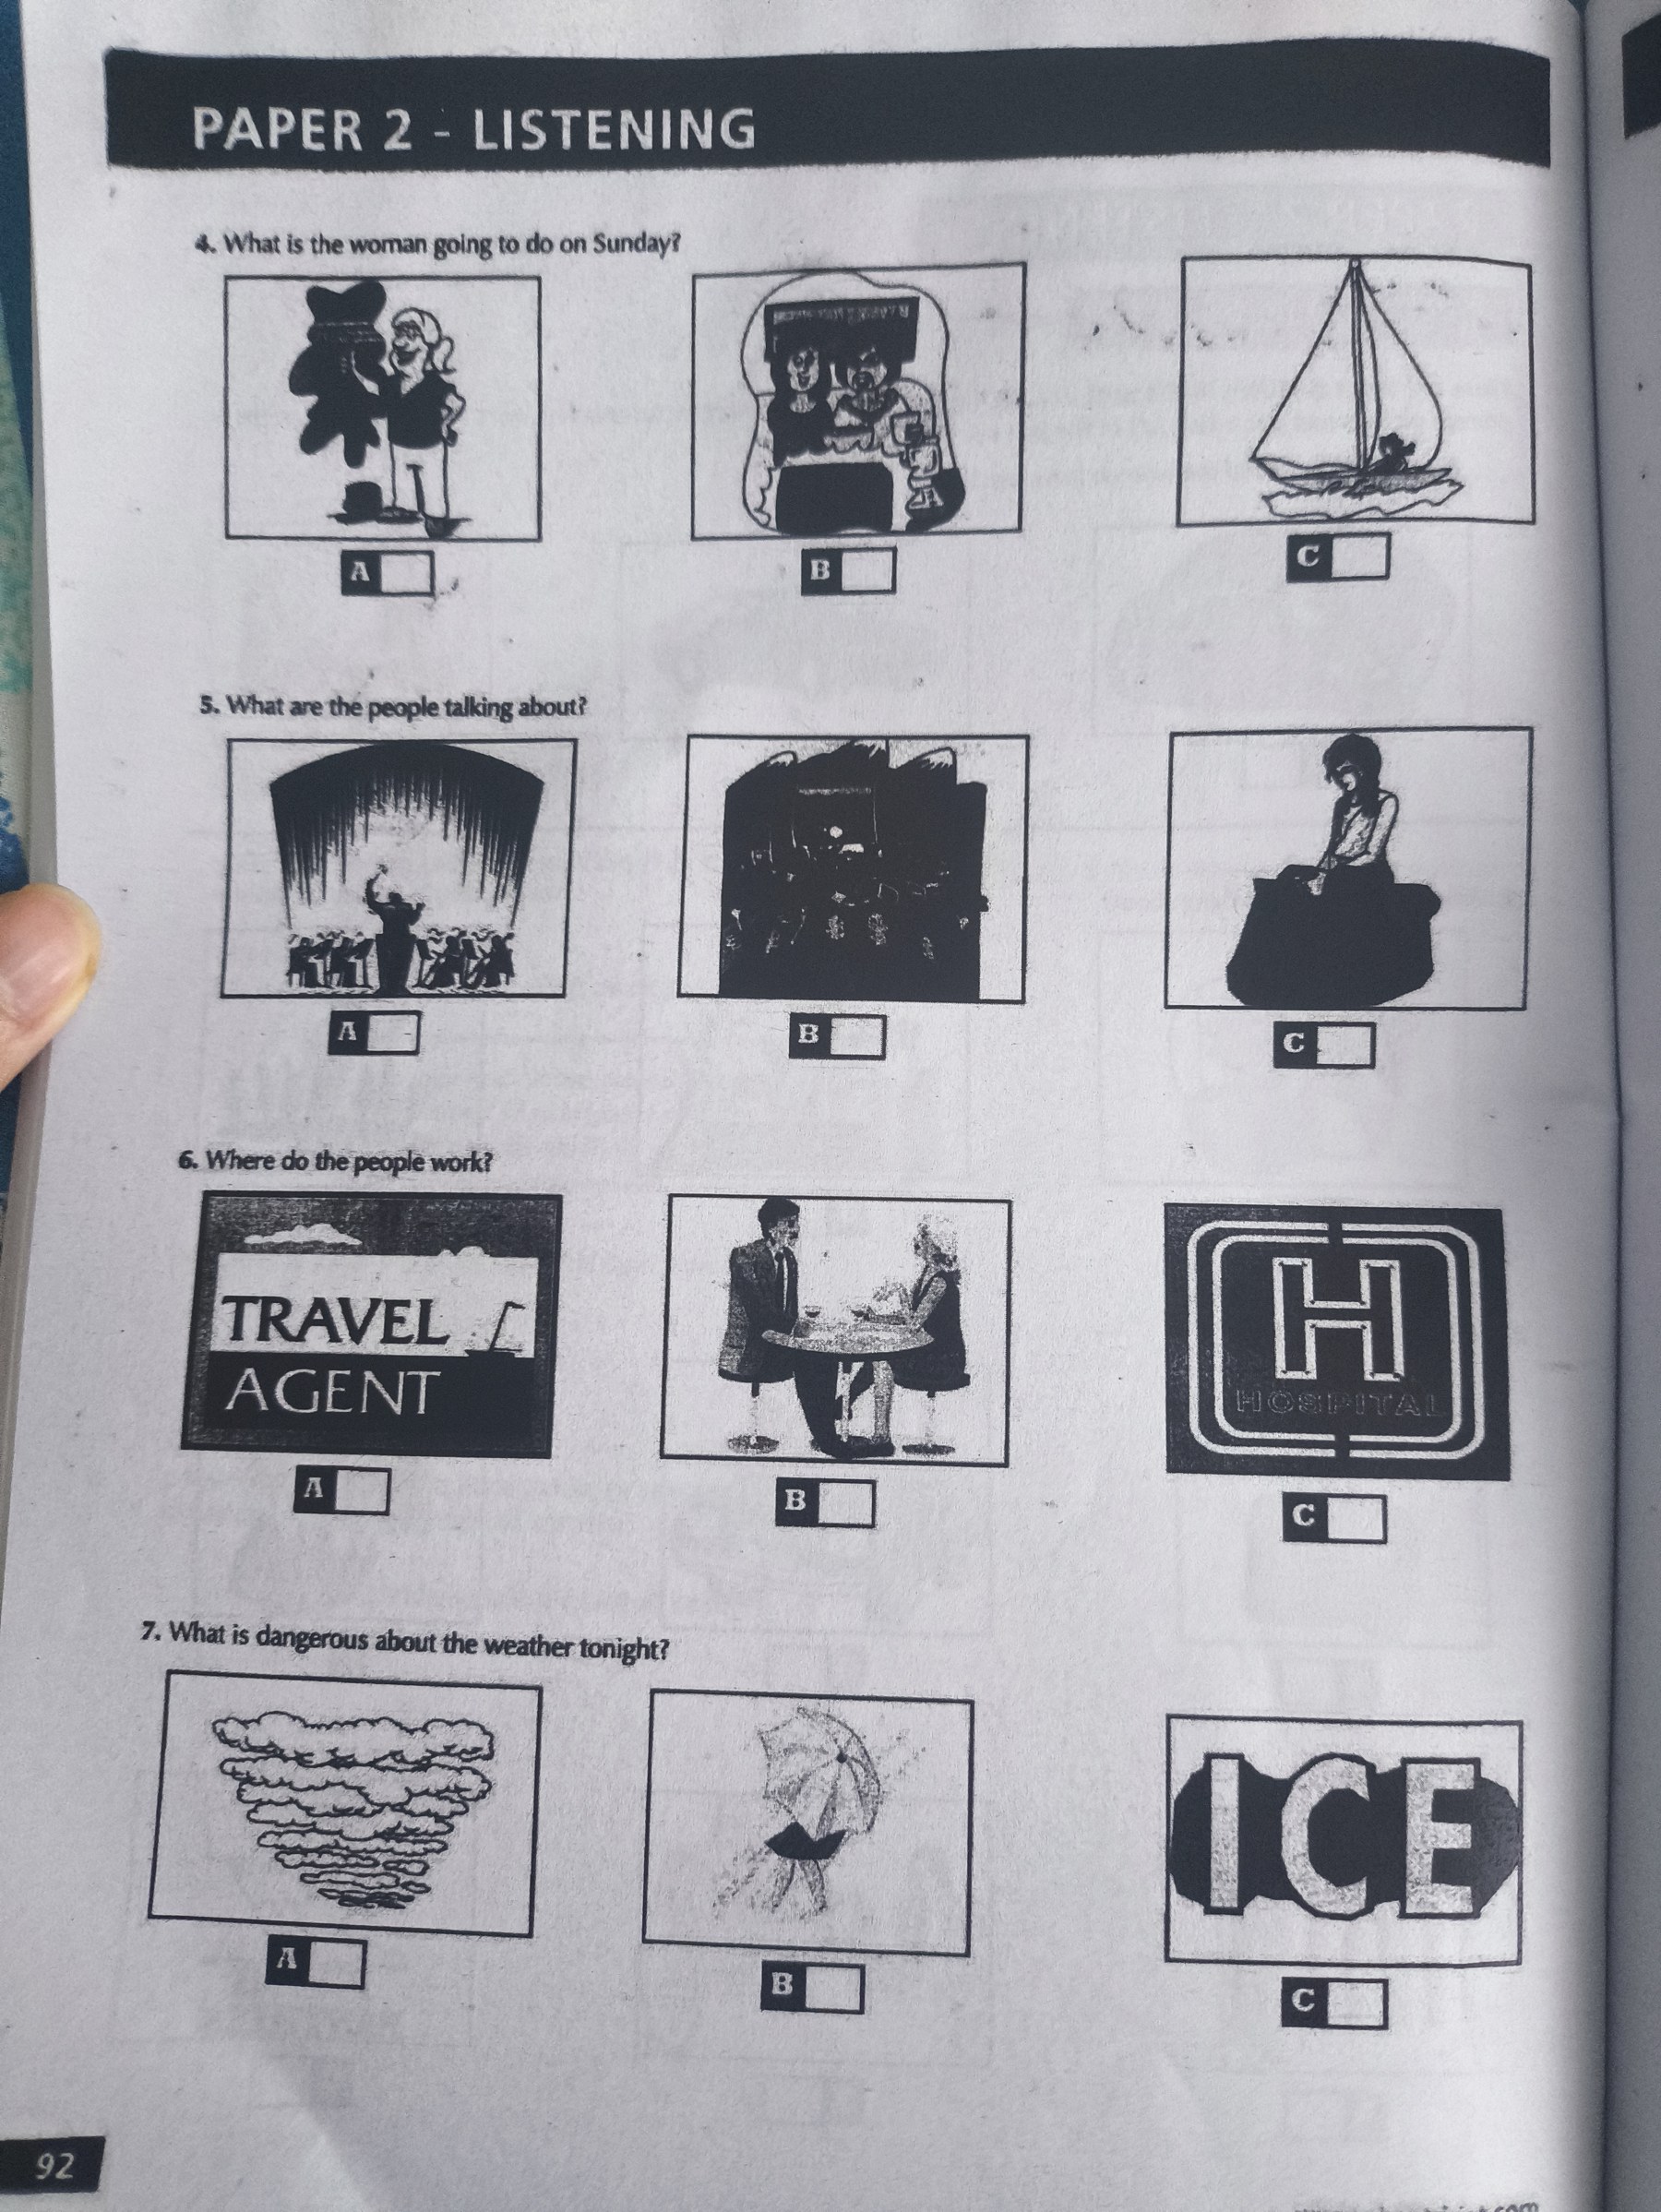 PAPER 2 - LISTENING
4. What is the woman going to do on Sunday?
A
B
C
5. What are the people talking about?
A
B
C
6. Where do the people work?
TRAVEL
AGENT
H
HOSPITAL
A
B
C
7. What is dangerous about the weather tonight?
ICE
A
B
C
92